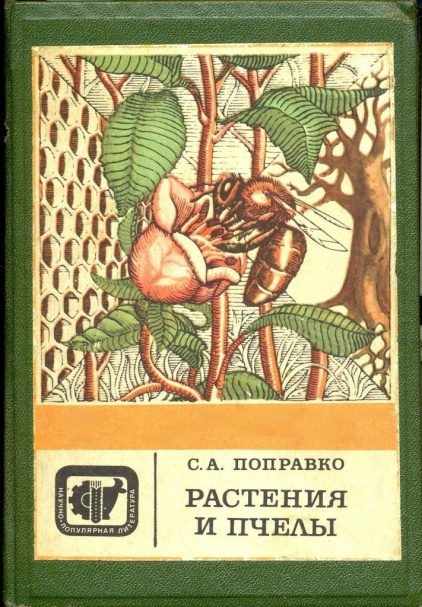 С.А. ПОПРАВКО
РАСТЕНИЯ
И ПЧЕЛЫ
НАУЧНО-ПОПУЛЯРНАЯ ЛИТЕРАТУРА